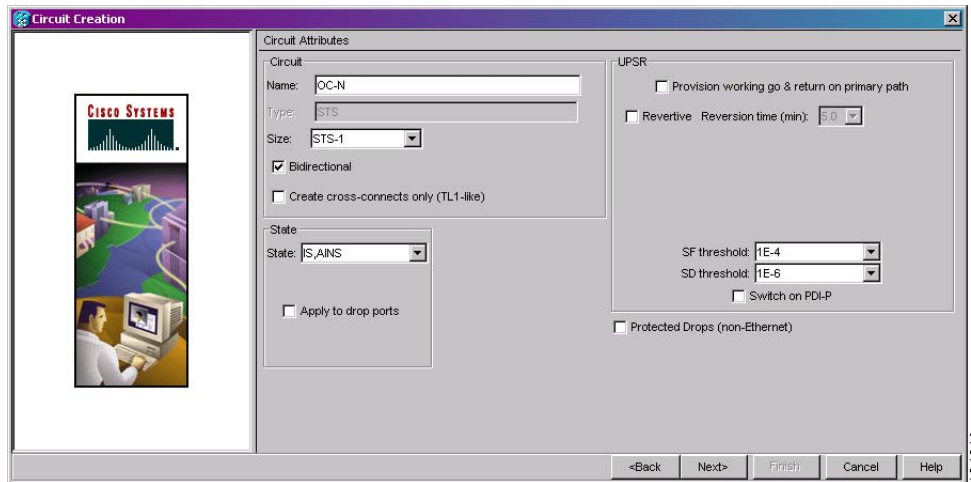 Circuit Creation
CISCO SYSTEMS
Circuit Attributes
Circuit
Name: OC-N
Type: STS
Size: STS-1
Bidirectional
Create cross-connects only (TL1-like)
State
State: IS,AINS
Apply to drop ports
UPSR
Provision working go & return on primary path
Revertive Reversion time (min): 5.0
SF threshold: 1E-4
SD threshold: 1E-6
Switch on PDI-P
Protected Drops (non-Ethernet)
<Back Next> Finish Cancel Help